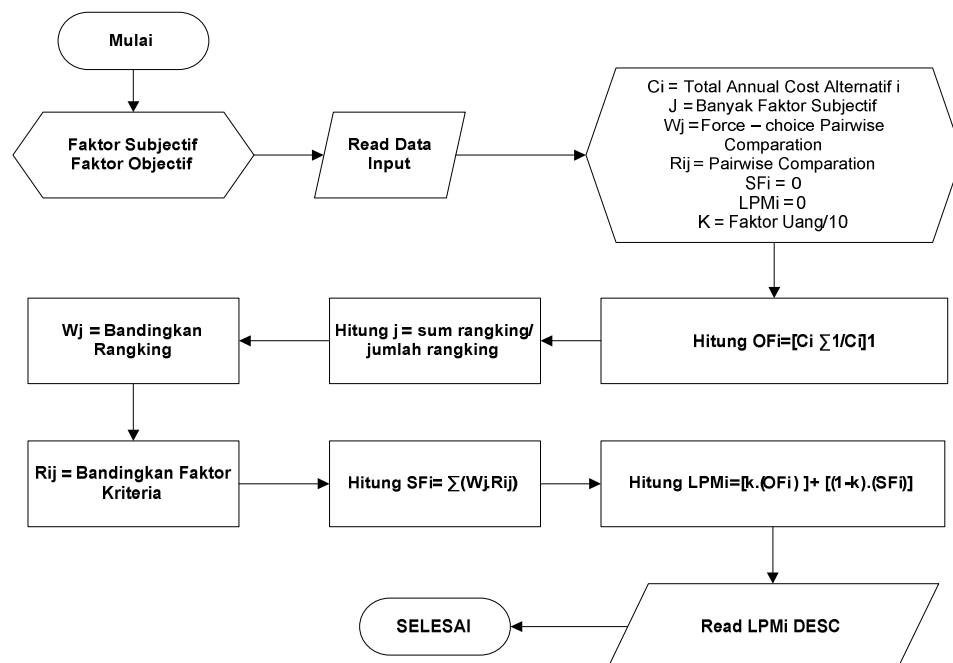 Mulai
Faktor Subjectif
Faktor Objectif
Read Data
Input
Ci = Total Annual Cost Alternatif i
J = Banyak Faktor Subjectif
Wj =Force – choice Pairwise
Comparation
Rij = Pairwise Comparation
SFi = 0
LPMi = 0
K = Faktor Uang/10
Hitung OFi=[Ci ∑1/Ci]1
Hitung j = sum rangking/
jumlah rangking
Wj = Bandingkan
Rangking
Rij = Bandingkan Faktor
Kriteria
Hitung SFi= ∑(Wj.Rij)
Hitung LPMi=[k.(OFi) ]+ [(1-k).(SFi)]
Read LPMi DESC
SELESAI